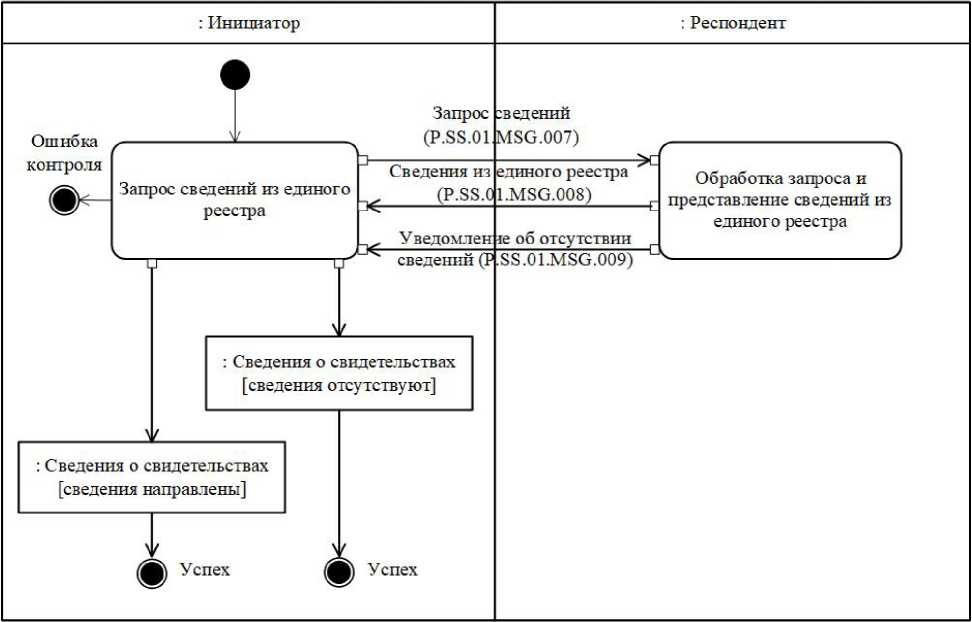 : Инициатор
: Респондент
Запрос сведений
(P.SS.01.MSG.007)
Ошибка
контроля
Запрос сведений из единого
реестра
Сведения из единого реестра
(P.SS.01.MSG.008)
Обработка запроса и
представление сведений из
единого реестра
Уведомление об отсутствии
сведений (P.SS.01.MSG.009)
: Сведения о свидетельствах
[сведения отсутствуют]
: Сведения о свидетельствах
[сведения направлены]
Успех
Успех